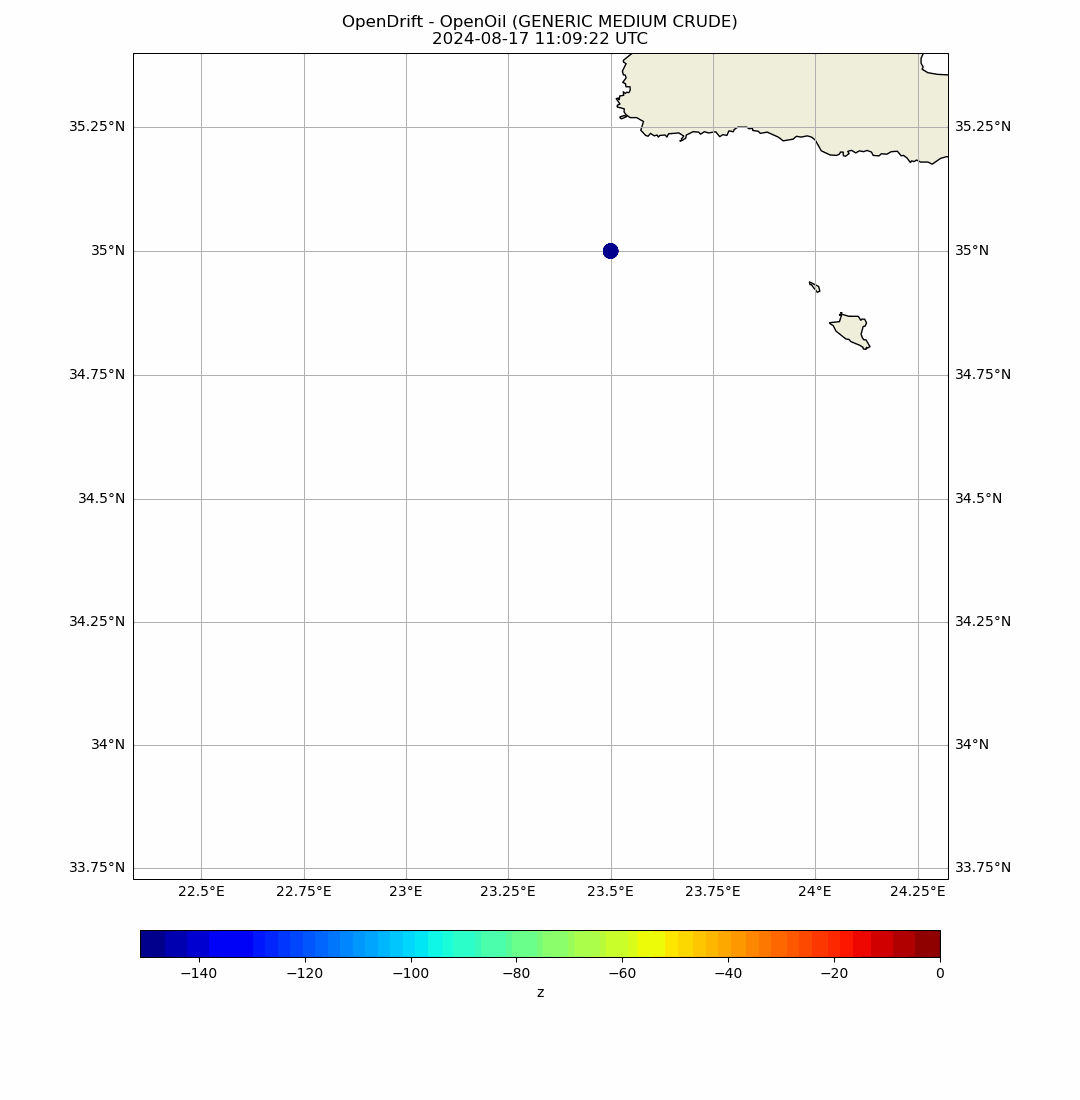 OpenDrift - OpenOil (GENERIC MEDIUM CRUDE)
2024-08-17 11:09:22 UTC
35.25°N 35.25°N
35°N 35°N
34.75°N 34.75°N
34.5°N 34.5°N
34.25°N 34.25°N
34°N 34°N
33.75°N 33.75°N
22.5°E 22.75°E 23°E 23.25°E 23.5°E 23.75°E 24°E 24.25°E
−140 −120 −100 −80 −60 −40 −20 0
z